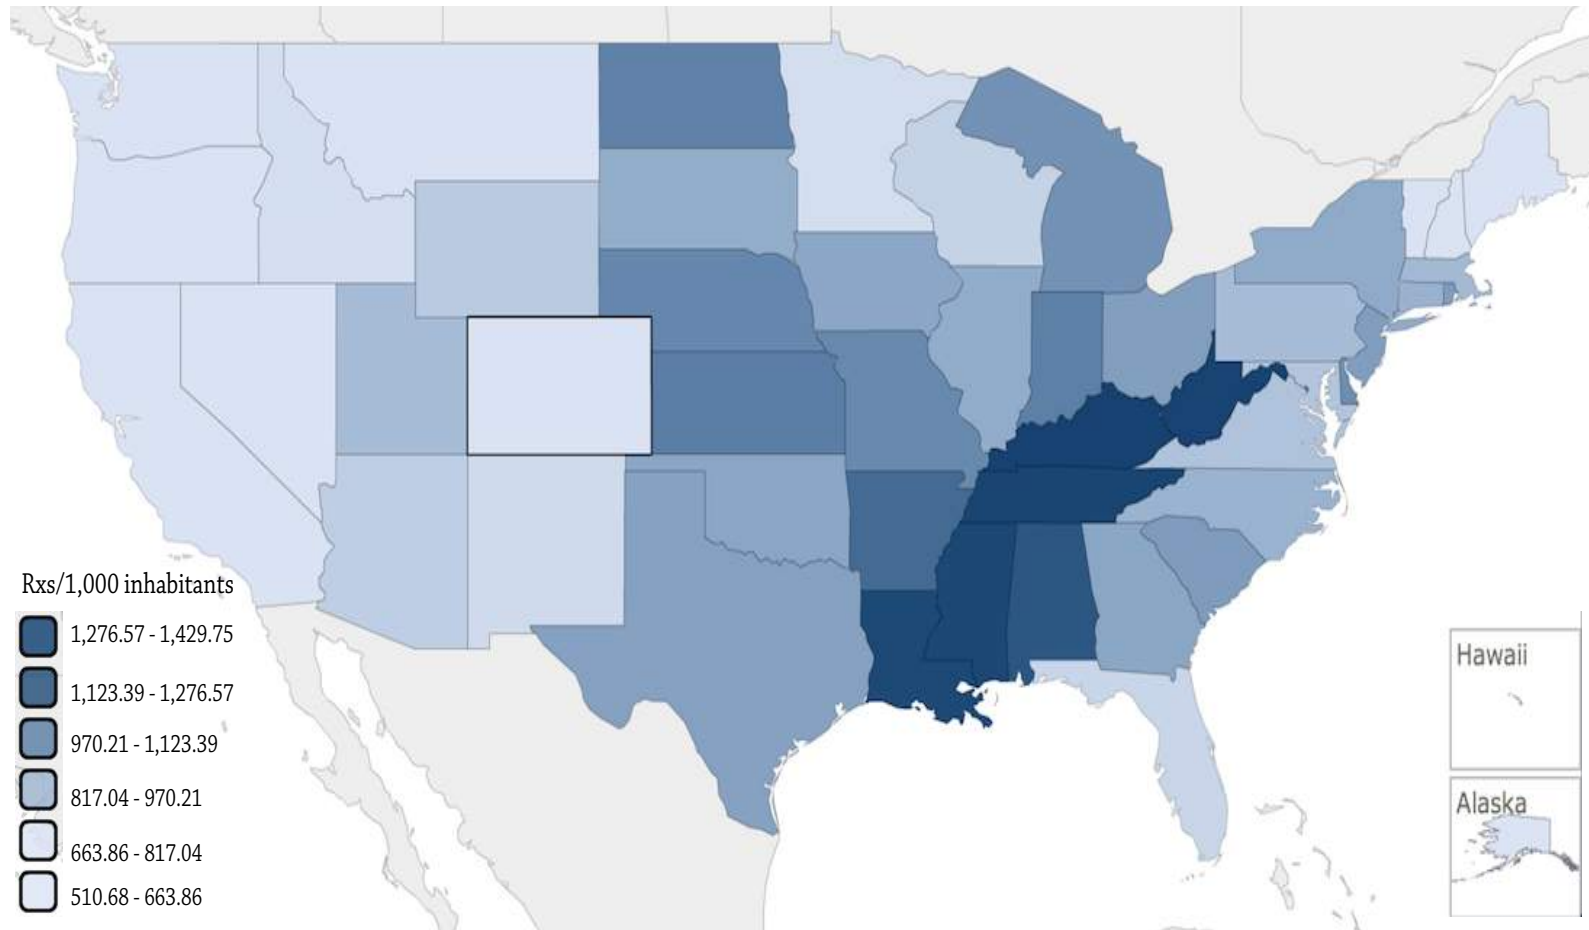 Rxs/1,000 inhabitants
1,276.57 - 1,429.75
1,123.39 - 1,276.57
970.21 - 1,123.39
817.04 - 970.21
663.86 - 817.04
510.68 - 663.86
Hawaii
Alaska